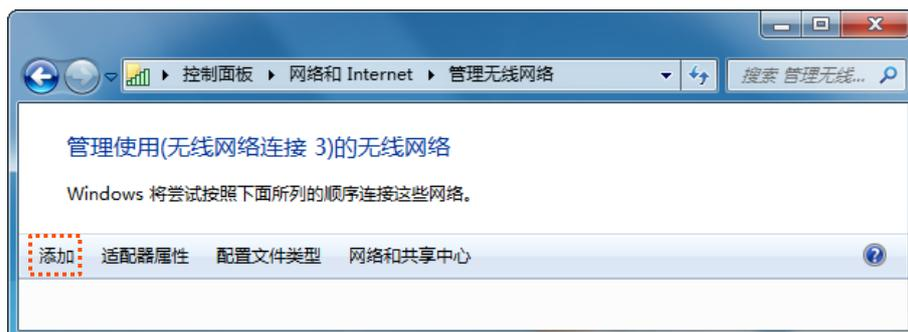 控制面板 网络和 Internet 管理无线网络 搜索 管理无线...
管理使用(无线网络连接 3)的无线网络
Windows 将尝试按照下面所列的顺序连接这些网络。
添加 适配器属性 配置文件类型 网络和共享中心